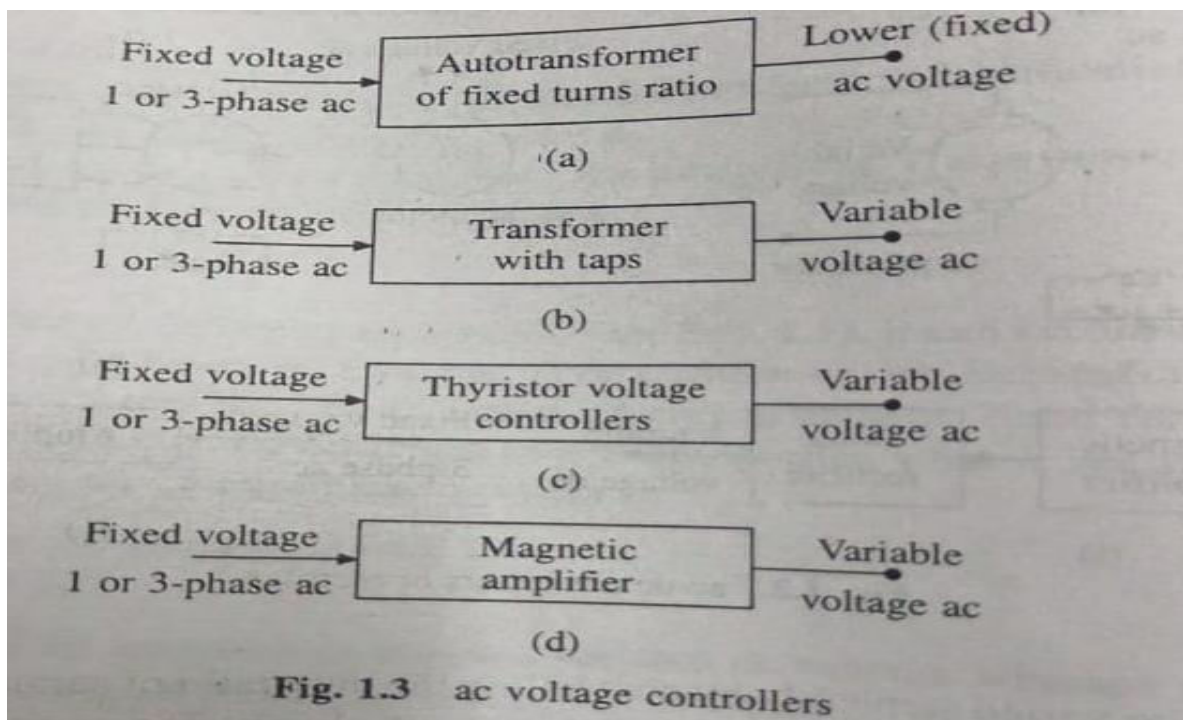 Fixed voltage
1 or 3-phase ac
Autotransformer
of fixed turns ratio
Lower (fixed)
ac voltage
(a)
Fixed voltage
1 or 3-phase ac
Transformer
with taps
Variable
voltage ac
(b)
Fixed voltage
1 or 3-phase ac
Thyristor voltage
controllers
Variable
voltage ac
(c)
Fixed voltage
1 or 3-phase ac
Magnetic
amplifier
Variable
voltage ac
(d)
Fig. 1.3 ac voltage controllers